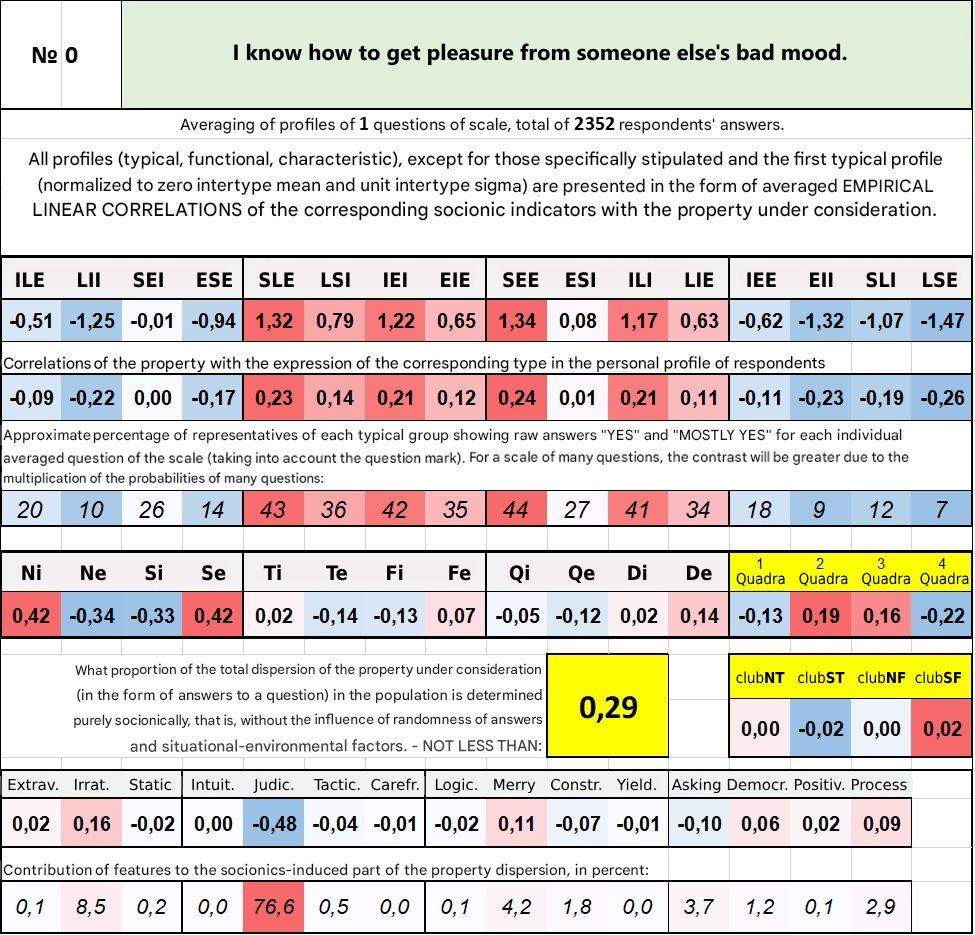 № 0
I know how to get pleasure from someone else's bad mood.
Averaging of profiles of 1 questions of scale, total of 2352 respondents' answers.
All profiles (typical, functional, characteristic), except for those specifically stipulated and the first typical profile
(normalized to zero intertype mean and unit intertype sigma) are presented in the form of averaged EMPIRICAL
LINEAR CORRELATIONS of the corresponding socionic indicators with the property under consideration.
ILE LII SEI ESE SLE LSI IEI EIE SEE ESI ILI LIE IEE EII SLI LSE
-0,51 -1,25 -0,01 -0,94 1,32 0,79 1,22 0,65 1,34 0,08 1,17 0,63 -0,62 -1,32 -1,07 -1,47
Correlations of the property with the expression of the corresponding type in the personal profile of respondents
-0,09 -0,22 0,00 -0,17 0,23 0,14 0,21 0,12 0,24 0,01 0,21 0,11 -0,11 -0,23 -0,19 -0,26
Approximate percentage of representatives of each typical group showing raw answers "YES" and "MOSTLY YES" for each individual
averaged question of the scale (taking into account the question mark). For a scale of many questions, the contrast will be greater due to the
multiplication of the probabilities of many questions:
20 10 26 14 43 36 42 35 44 27 41 34 18 9 12 7
Ni Ne Si Se Ti Te Fi Fe Qi Qe Di De 1 Quadra 2 Quadra 3 Quadra 4 Quadra
0,42 -0,34 -0,33 0,42 0,02 -0,14 -0,13 0,07 -0,05 -0,12 0,02 0,14 -0,13 0,19 0,16 -0,22
What proportion of the total dispersion of the property under consideration
(in the form of answers to a question) in the population is determined
purely socionically, that is, without the influence of randomness of answers
and situational-environmental factors. - NOT LESS THAN:
0,29
clubNT clubST clubNF clubSF
0,00 -0,02 0,00 0,02
Extrav. Irrat. Static Intuit. Judic. Tactic. Carefr. Logic. Merry Constr. Yield. Asking Democr. Positiv. Process
0,02 0,16 -0,02 0,00 -0,48 -0,04 -0,01 -0,02 0,11 -0,07 -0,01 -0,10 0,06 0,02 0,09
Contribution of features to the socionics-induced part of the property dispersion, in percent:
0,1 8,5 0,2 0,0 76,6 0,5 0,0 0,1 4,2 1,8 0,0 3,7 1,2 0,1 2,9